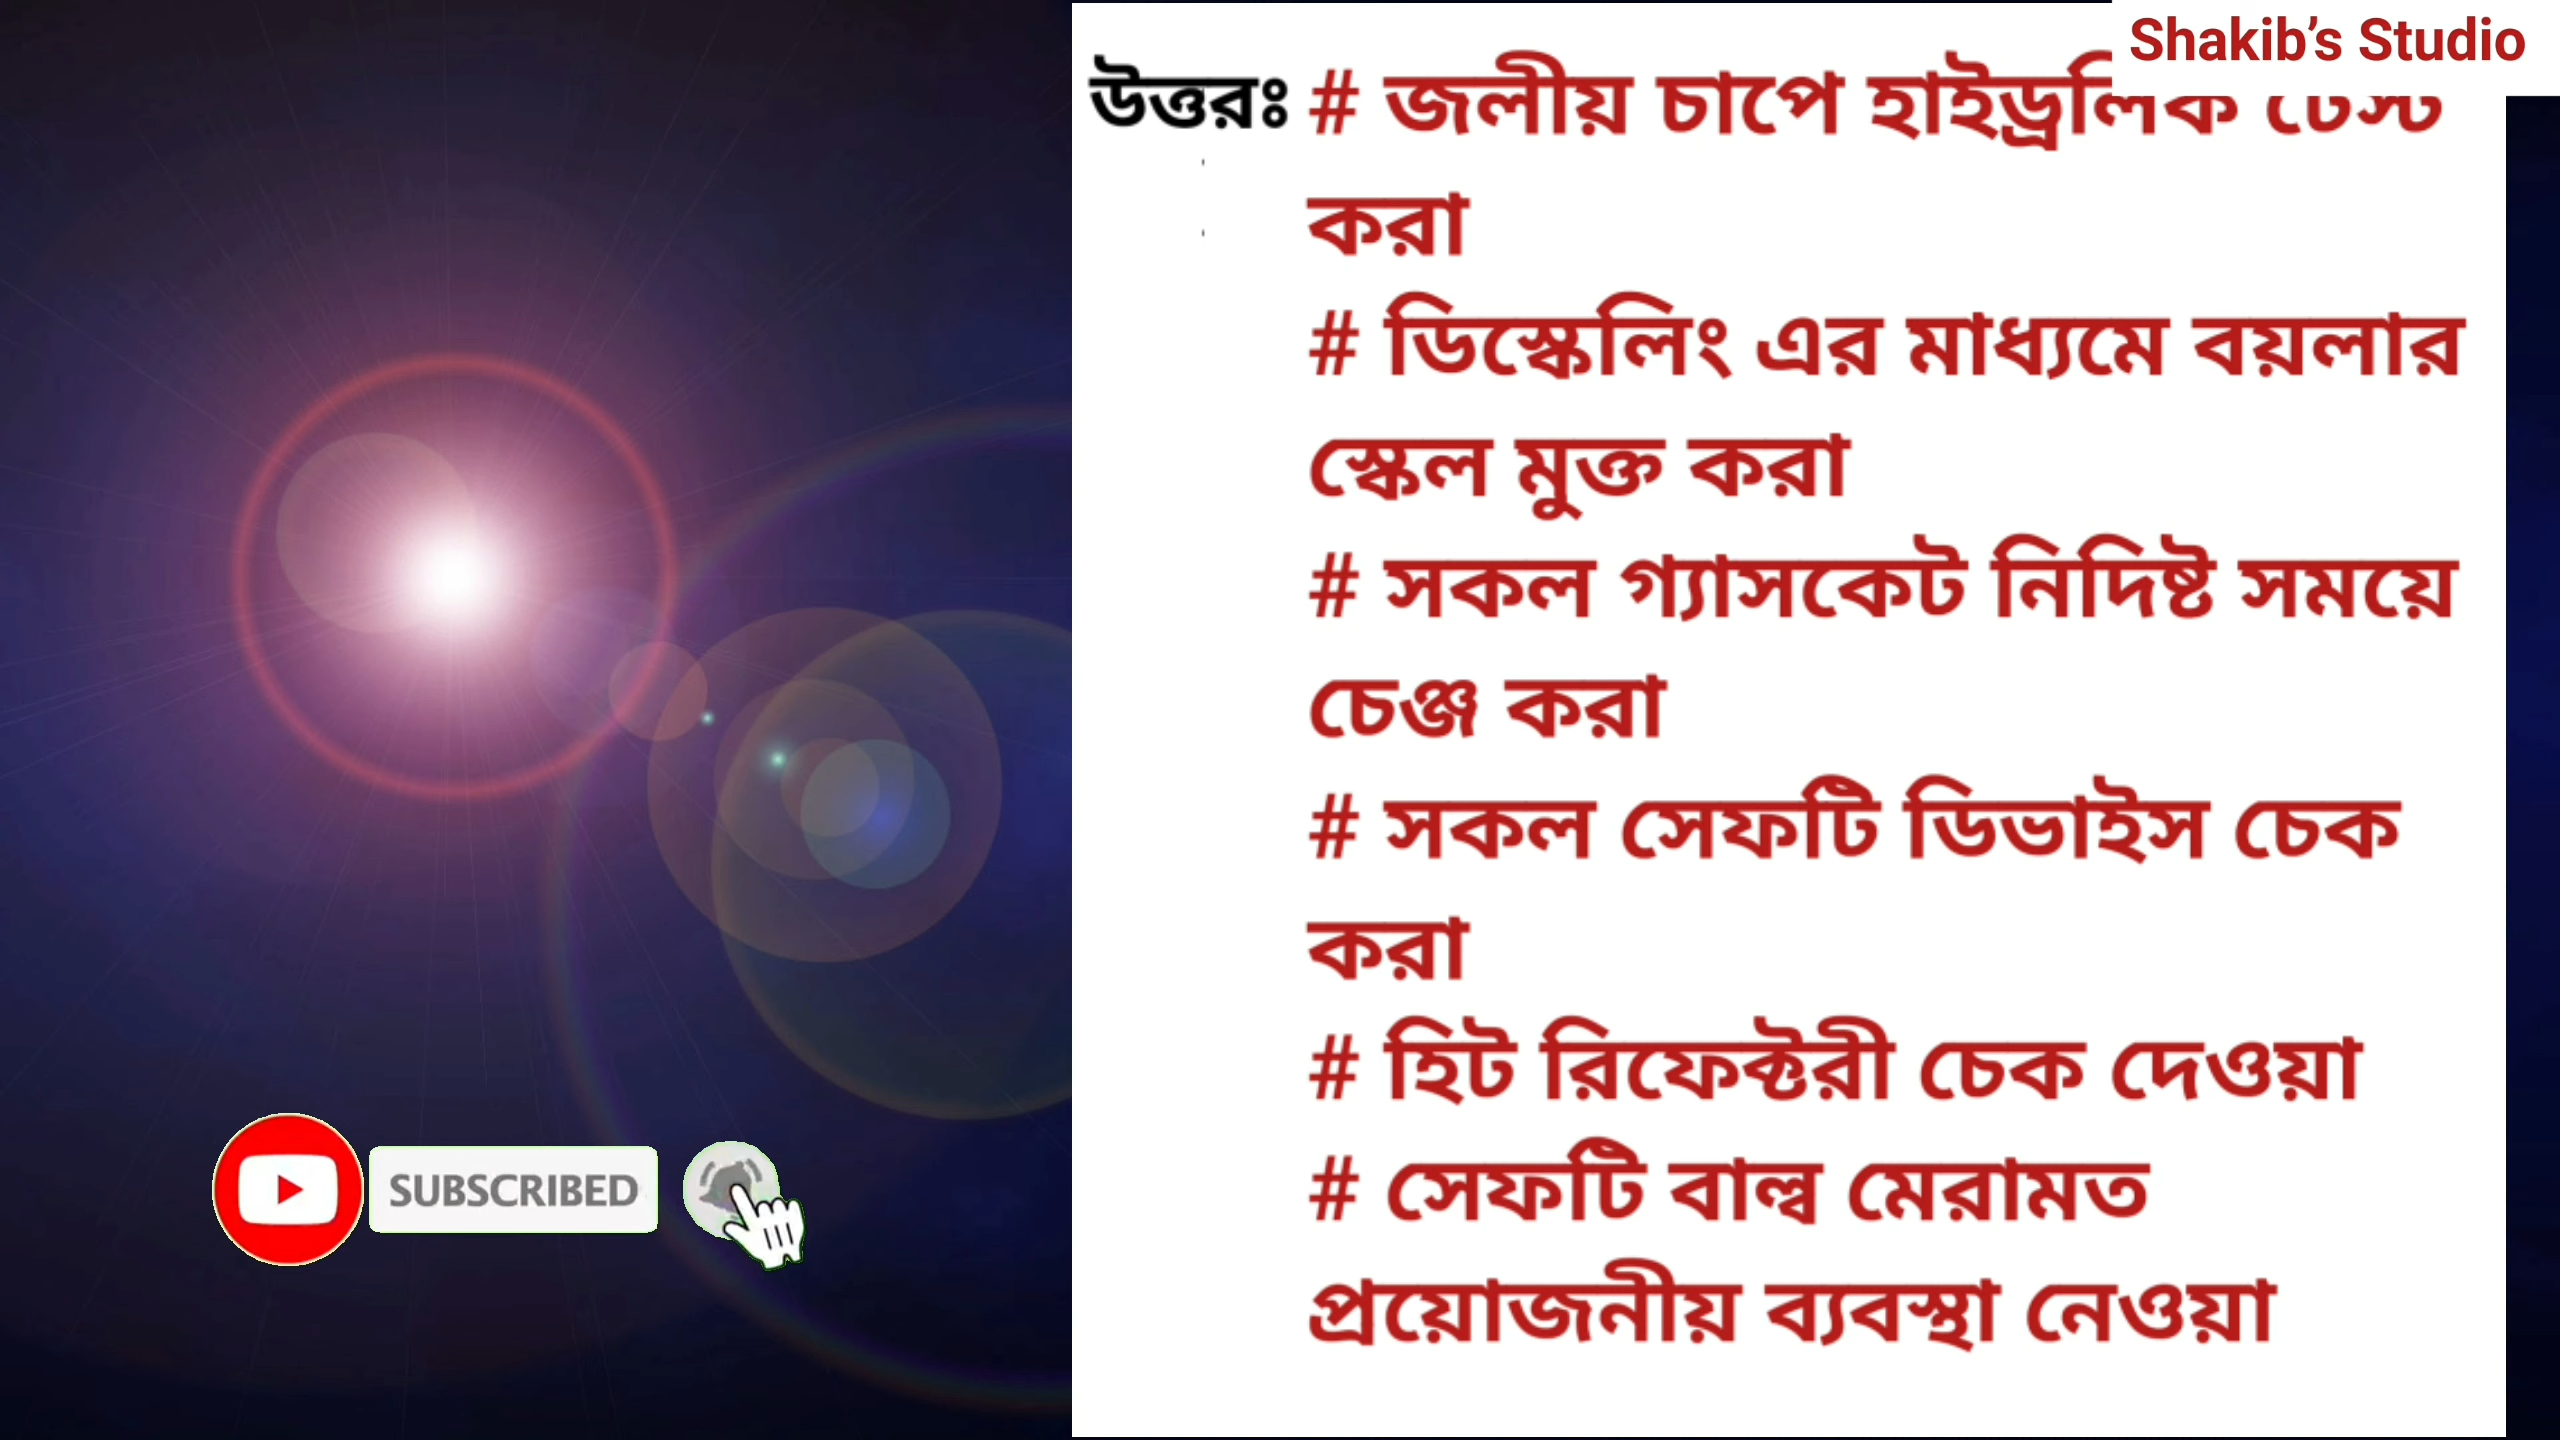 Shakib's Studio
উত্তরঃ # জলীয় চাপে হাইড্রলিক টেস্ট
করা
# ডিস্কেলিং এর মাধ্যমে বয়লার
স্কেল মুক্ত করা
# সকল গ্যাসকেট নিদিষ্ট সময়ে
চেঞ্জ করা
# সকল সেফটি ডিভাইস চেক
করা
# হিট রিফেক্টরী চেক দেওয়া
# সেফটি বাল্ব মেরামত
প্রয়োজনীয় ব্যবস্থা নেওয়া
SUBSCRIBED